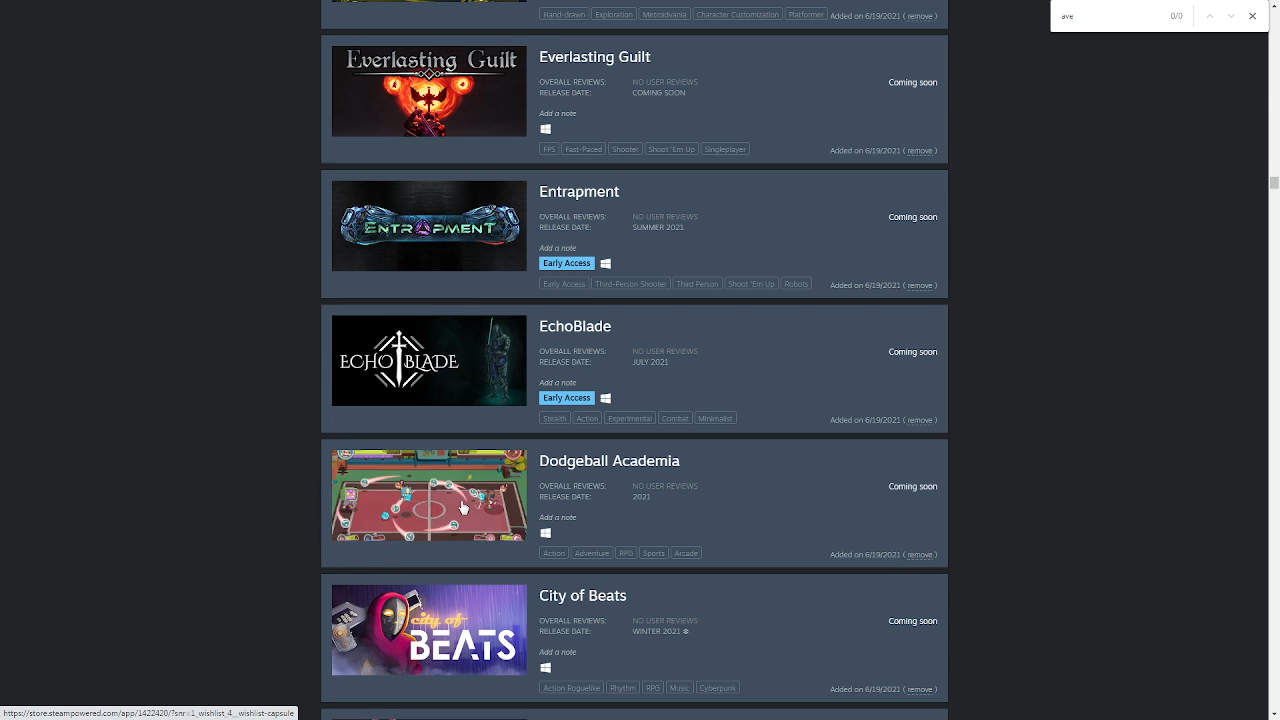 ave 0/0
Hand-drawn Exploration Metroidvania Character Customization Platformer Added on 6/19/2021 ( remove )
Everlasting Guilt
Everlasting Guilt
OVERALL REVIEWS: NO USER REVIEWS
Coming soon
RELEASE DATE: COMING SOON
Add a note
FPS Fast-Paced Shooter Shoot 'Em Up Singleplayer Added on 6/19/2021 ( remove )
Entrapment
ENTRAPMENT
OVERALL REVIEWS: NO USER REVIEWS
Coming soon
RELEASE DATE: SUMMER 2021
Add a note
Early Access
Early Access Third-Person Shooter Third Person Shoot 'Em Up Robots Added on 6/19/2021 ( remove )
EchoBlade
ECHO BLADE
OVERALL REVIEWS: NO USER REVIEWS
Coming soon
RELEASE DATE: JULY 2021
Add a note
Early Access
Stealth Action Experimental Combat Minimalist Added on 6/19/2021 ( remove )
Dodgeball Academia
OVERALL REVIEWS: NO USER REVIEWS
Coming soon
RELEASE DATE: 2021
Add a note
Action Adventure RPG Sports Arcade Added on 6/19/2021 ( remove )
City of Beats
city of
BEATS
OVERALL REVIEWS: NO USER REVIEWS
Coming soon
RELEASE DATE: WINTER 2021 ❄
Add a note
Action Roguelike Rhythm RPG Music Cyberpunk Added on 6/19/2021 ( remove )
https://store.steampowered.com/app/1422420/?snr=1_wishlist_4__wishlist-capsule